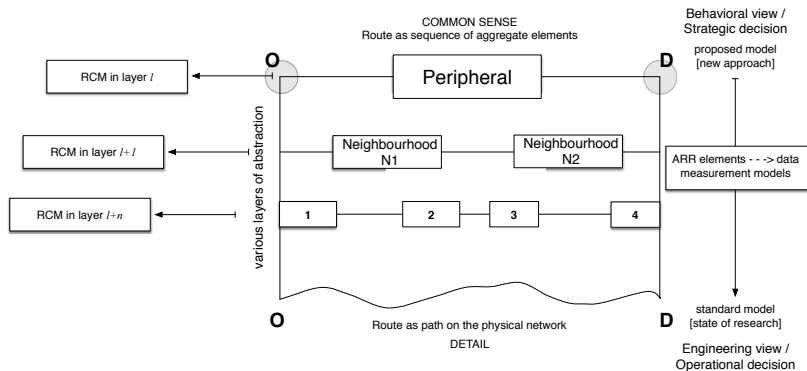 COMMON SENSE
Route as sequence of aggregate elements
Behavioral view /
Strategic decision
proposed model
[new approach]
O
D
RCM in layer l
Peripheral
various layers of abstraction
RCM in layer l+1
Neighbourhood
N1
Neighbourhood
N2
ARR elements - - -> data
measurement models
RCM in layer l+n
1
2
3
4
O
D
Route as path on the physical network
DETAIL
standard model
[state of research]
Engineering view /
Operational decision